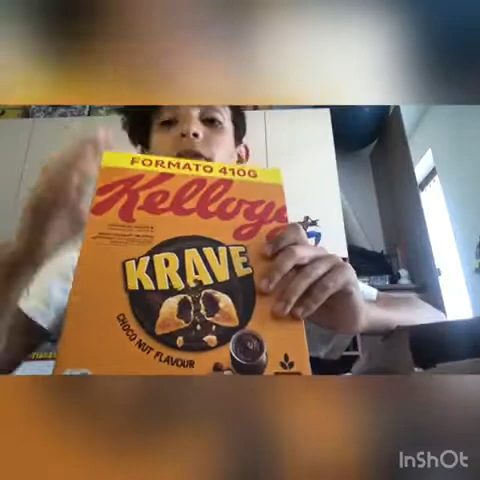 FORMATO 410G
Kellogg
KRAVE
CHOCO NUT FLAVOUR
InShOt